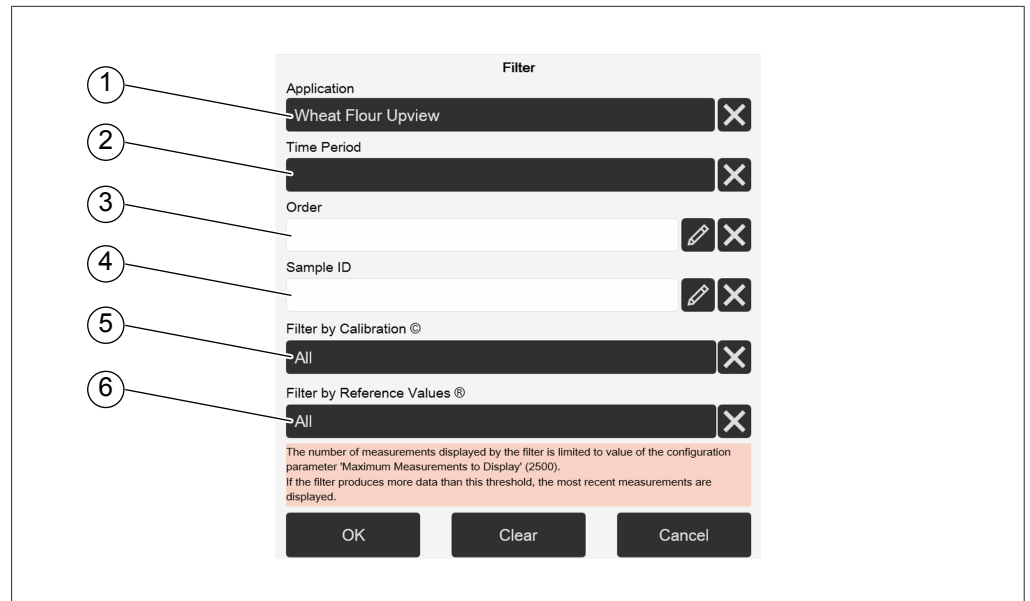 Filter
1
Application
Wheat Flour Upview
2
Time Period
3
Order
4
Sample ID
5
Filter by Calibration ©
All
6
Filter by Reference Values ®
All
The number of measurements displayed by the filter is limited to value of the configuration
parameter 'Maximum Measurements to Display' (2500).
If the filter produces more data than this threshold, the most recent measurements are
displayed.
OK
Clear
Cancel